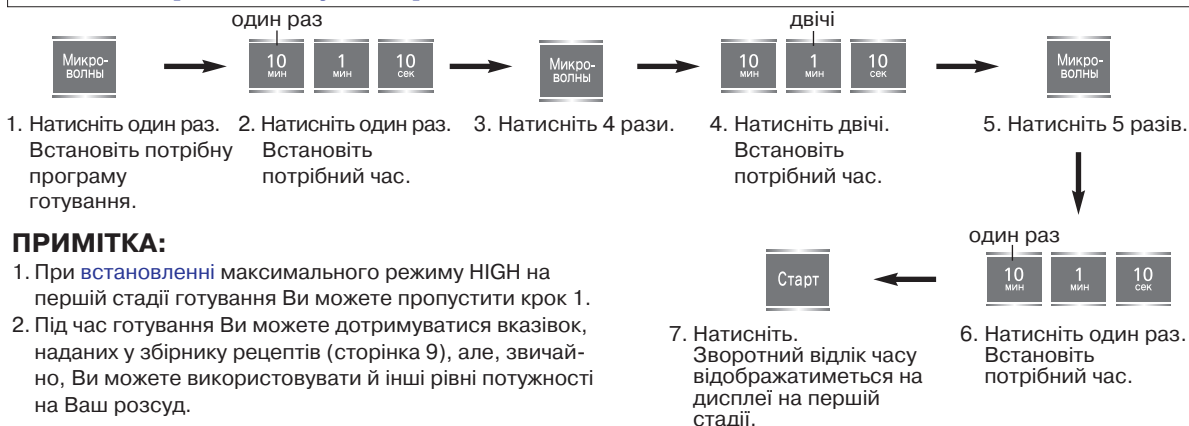 один раз
двічі
Микро-
волны
10
мин
1
мин
10
сек
Микро-
волны
10
мин
1
мин
10
сек
Микро-
волны
1. Натисніть один раз.
Встановіть потрібну
програму
готування.
2. Натисніть один раз.
Встановіть
потрібний час.
3. Натисніть 4 рази.
4. Натисніть двічі.
Встановіть
потрібний час.
5. Натисніть 5 разів.
один раз
10
мин
1
мин
10
сек
6. Натисніть один раз.
Встановіть
потрібний час.
Старт
7. Натисніть.
Зворотний відлік часу
відображатиметься на
дисплеї на першій
стадії.
ПРИМІТКА:
1. При встановленні максимального режиму HIGH на
першій стадії готування Ви можете пропустити крок 1.
2. Під час готування Ви можете дотримуватися вказівок,
наданих у збірнику рецептів (сторінка 9), але, звичай-
но, Ви можете використовувати й інші рівні потужності
на Ваш розсуд.